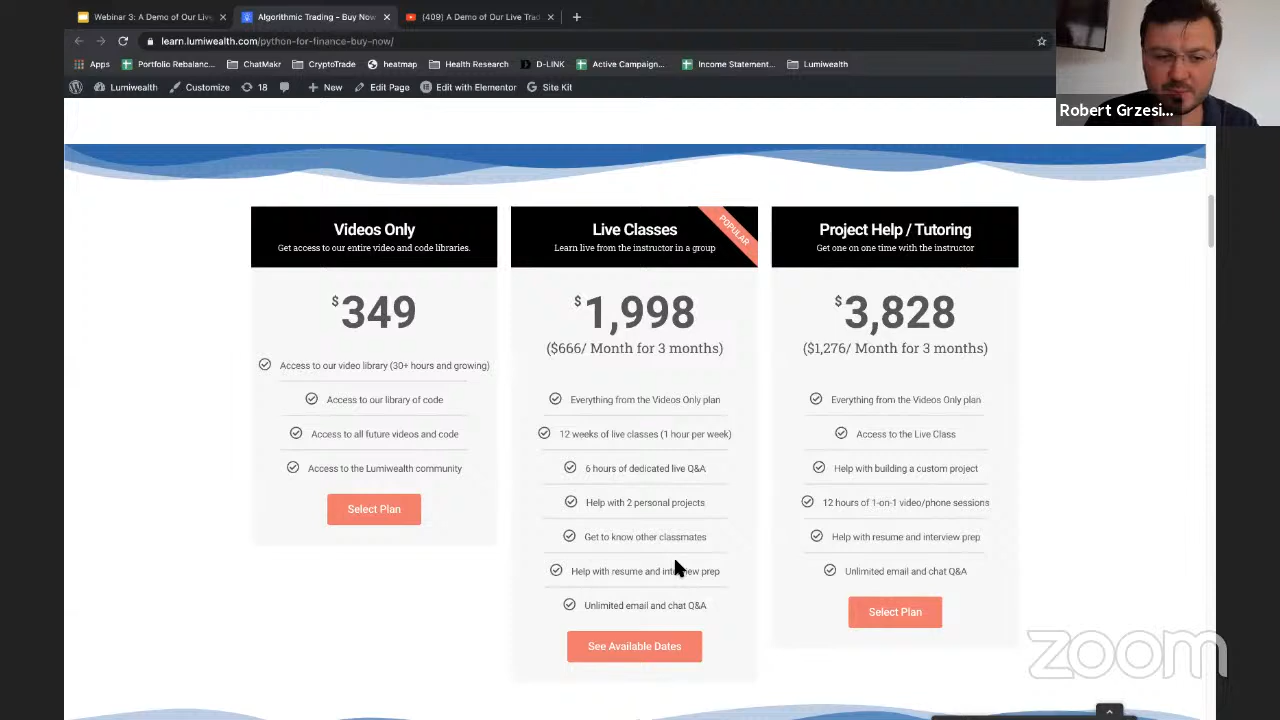 Webinar 3: A Demo of Our Liv
Algorithmic Trading - Buy Now
(409) A Demo of Our Live Trad
learn.lumiwealth.com/python-for-finance-buy-now/
Apps
Portfolio Rebalanc...
ChatMakr
CryptoTrade
heatmap
Health Research
D-LINK
Active Campaign...
Income Statement...
Lumiwealth
Lumiwealth
Customize
18
New
Edit Page
Edit with Elementor
Site Kit
Robert Grzesi...
Videos Only
Get access to our entire video and code libraries.
$349
Access to our video library (30+ hours and growing)
Access to our library of code
Access to all future videos and code
Access to the Lumiwealth community
Select Plan
Live Classes
Learn live from the instructor in a group
POPULAR
$1,998
($666/ Month for 3 months)
Everything from the Videos Only plan
12 weeks of live classes (1 hour per week)
6 hours of dedicated live Q&A
Help with 2 personal projects
Get to know other classmates
Help with resume and interview prep
Unlimited email and chat Q&A
See Available Dates
Project Help / Tutoring
Get one on one time with the instructor
$3,828
($1,276/ Month for 3 months)
Everything from the Videos Only plan
Access to the Live Class
Help with building a custom project
12 hours of 1-on-1 video/phone sessions
Help with resume and interview prep
Unlimited email and chat Q&A
Select Plan
zoom